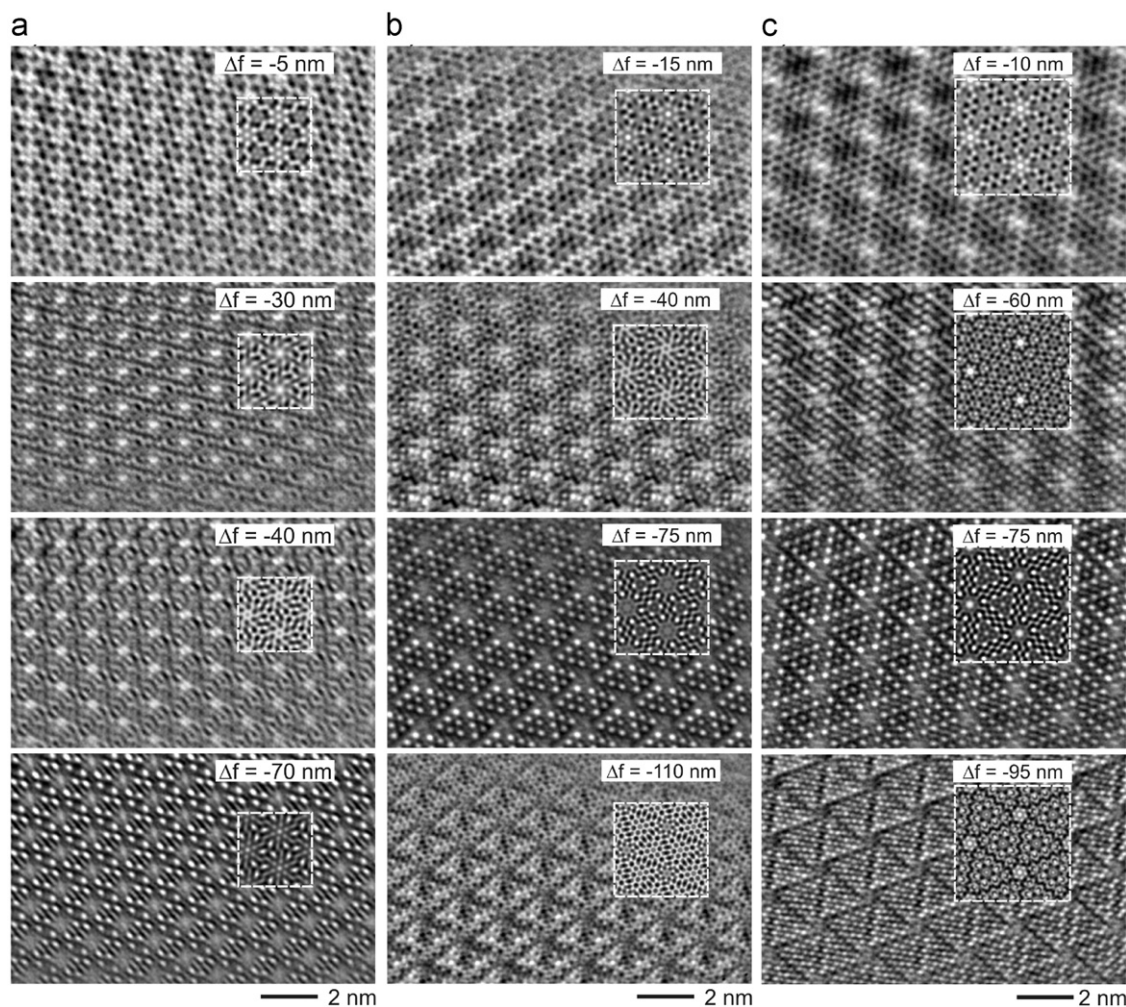 a
b
c
Δf = -5 nm
Δf = -15 nm
Δf = -10 nm
Δf = -30 nm
Δf = -40 nm
Δf = -60 nm
Δf = -40 nm
Δf = -75 nm
Δf = -75 nm
Δf = -70 nm
Δf = -110 nm
Δf = -95 nm
2 nm
2 nm
2 nm